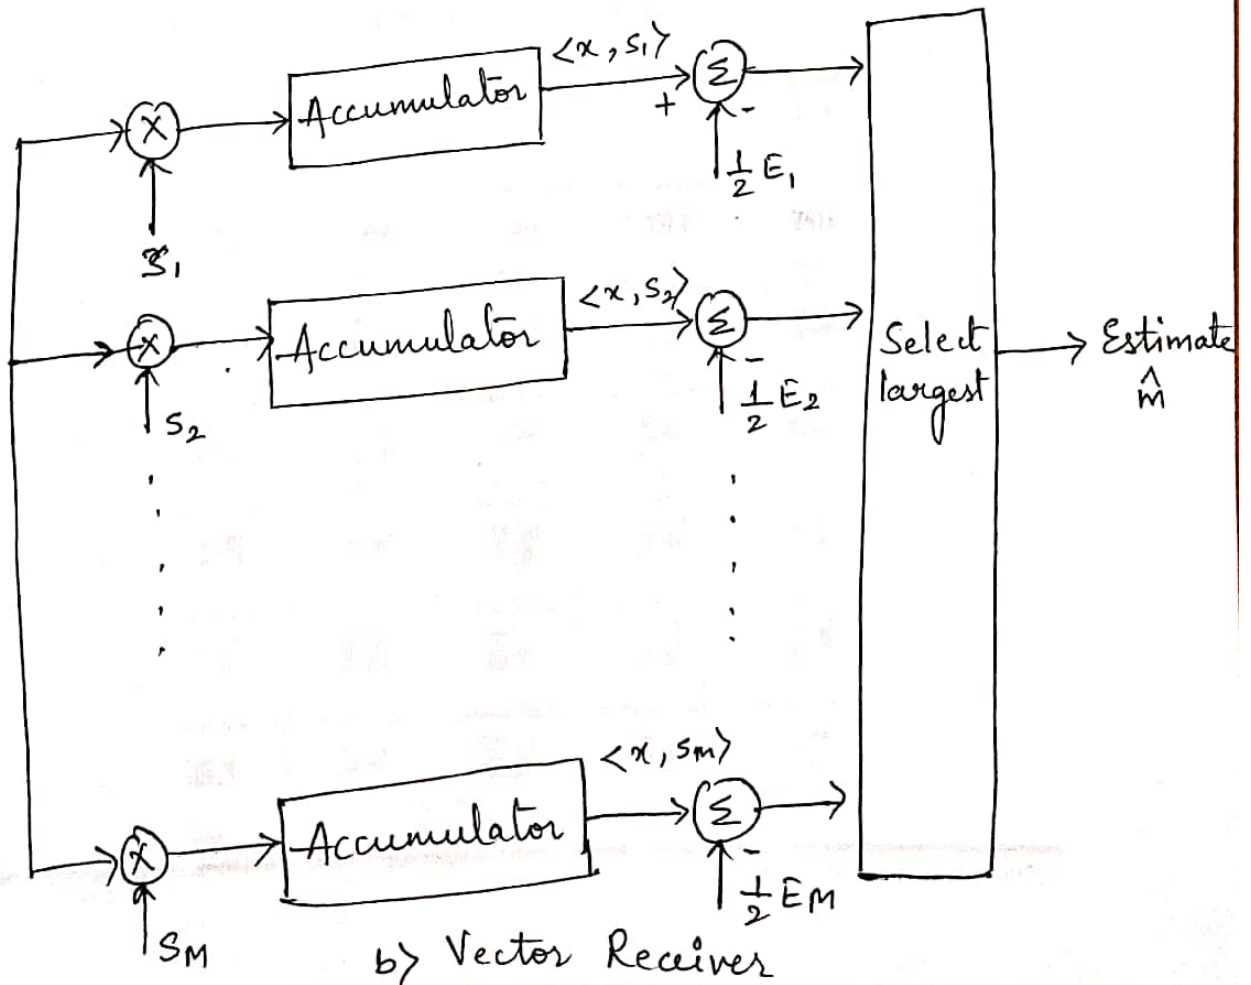 <x, s₁>
Accumulator
Σ
X
+
-
½ E₁
S₁
<x, s₂>
Accumulator
Σ
X
-
½ E₂
S₂
Select
largest
Estimate
m̂
<x, sM>
Accumulator
Σ
X
-
½ EM
SM
b) Vector Receiver